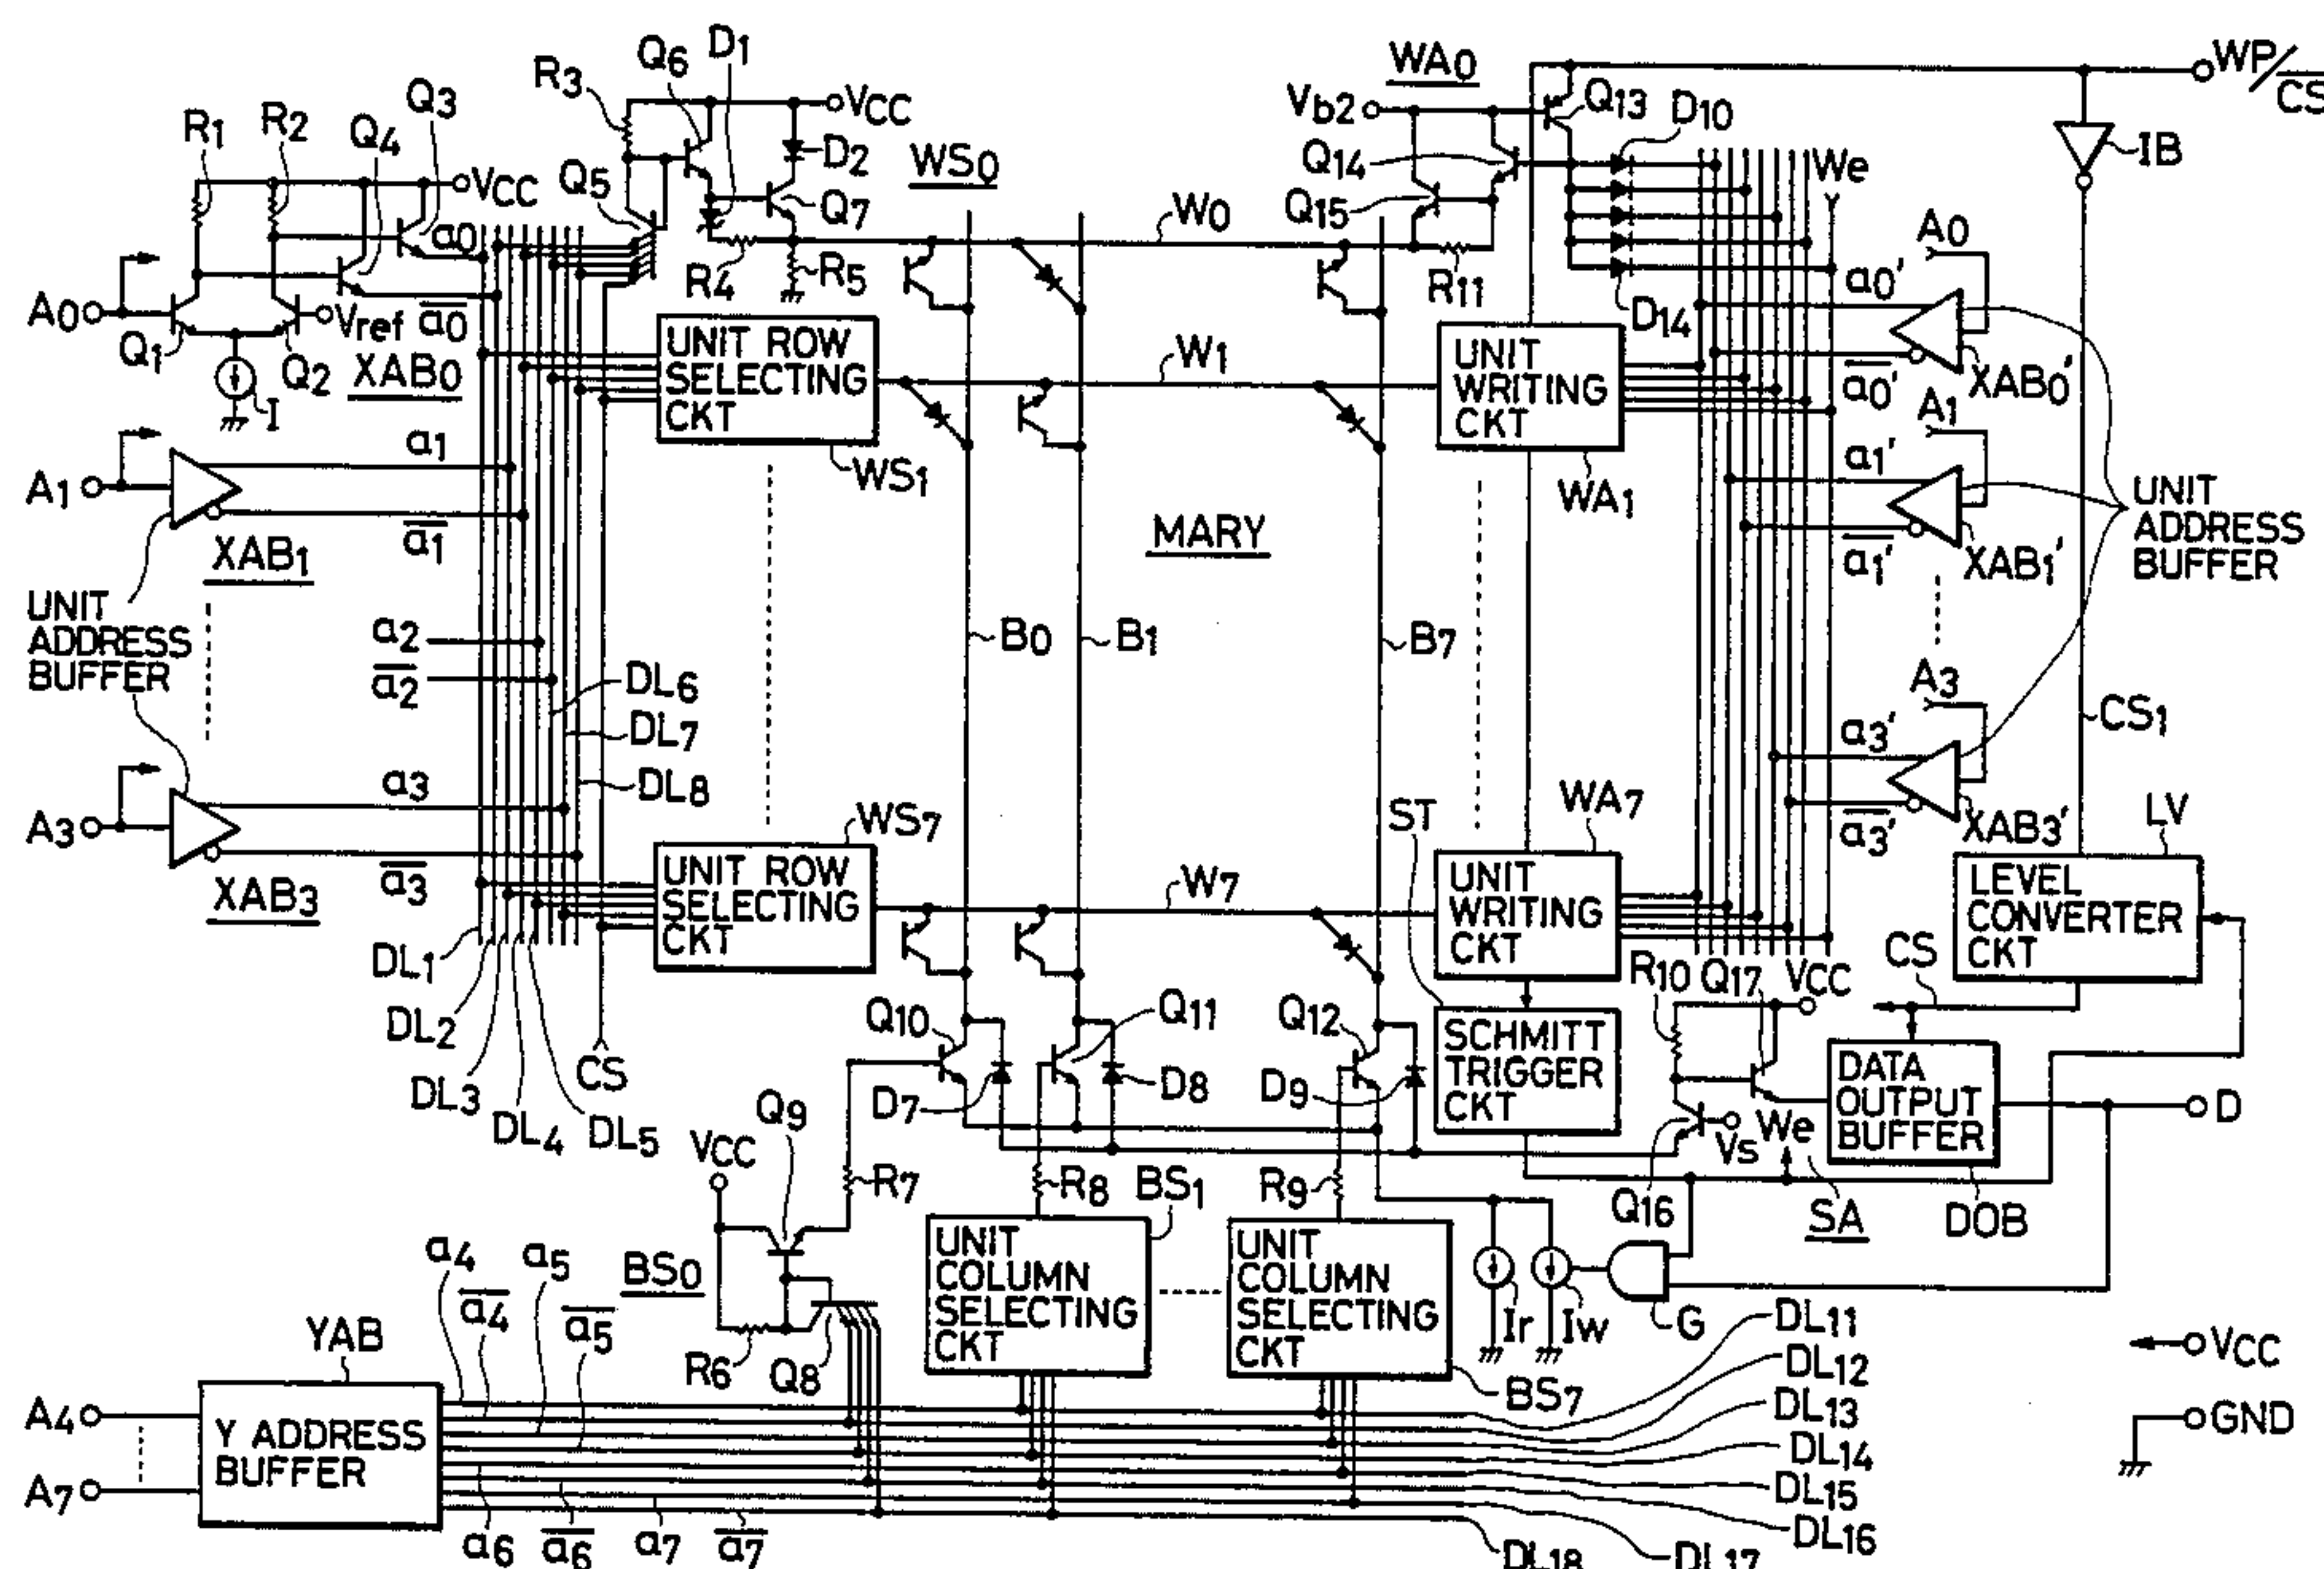 R1
R2
Q4
Q3
VCC
A0
Q1
Vref
Q2
I
XAB0
a0
a0̅
R3
Q6
D1
VCC
D2
Q5
Q7
R4
R5
WS0
W0
WA0
Vb2
Q13
D10
Q14
Q15
R11
D14
We
WP/C̅S̅
IB
A0
a0'
a0̅'
XAB0'
A1
a1'
a1̅'
XAB1'
A3
a3'
a3̅'
XAB3'
UNIT
ADDRESS
BUFFER
CS1
A1
a1
a1̅
XAB1
UNIT
ADDRESS
BUFFER
a2
a2̅
A3
a3
a3̅
XAB3
DL6
DL7
DL8
DL1
DL2
DL3
DL4
DL5
CS
UNIT ROW
SELECTING
CKT
WS1
W1
UNIT
WRITING
CKT
WA1
MARY
B0
B1
B7
WS7
UNIT ROW
SELECTING
CKT
W7
ST
WA7
UNIT
WRITING
CKT
LV
LEVEL
CONVERTER
CKT
CS
Q10
Q11
Q12
D7
D8
D9
SCHMITT
TRIGGER
CKT
R10
Q17
VCC
Vs
We
Q16
SA
DATA
OUTPUT
BUFFER
DOB
D
VCC
Q9
R7
R8
R9
BS1
BS0
R6
Q8
UNIT
COLUMN
SELECTING
CKT
UNIT
COLUMN
SELECTING
CKT
BS7
Ir
Iw
G
YAB
A4
A7
Y ADDRESS
BUFFER
a4
a4̅
a5
a5̅
a6
a6̅
a7
a7̅
DL11
DL12
DL13
DL14
DL15
DL16
DL17
DL18
VCC
GND